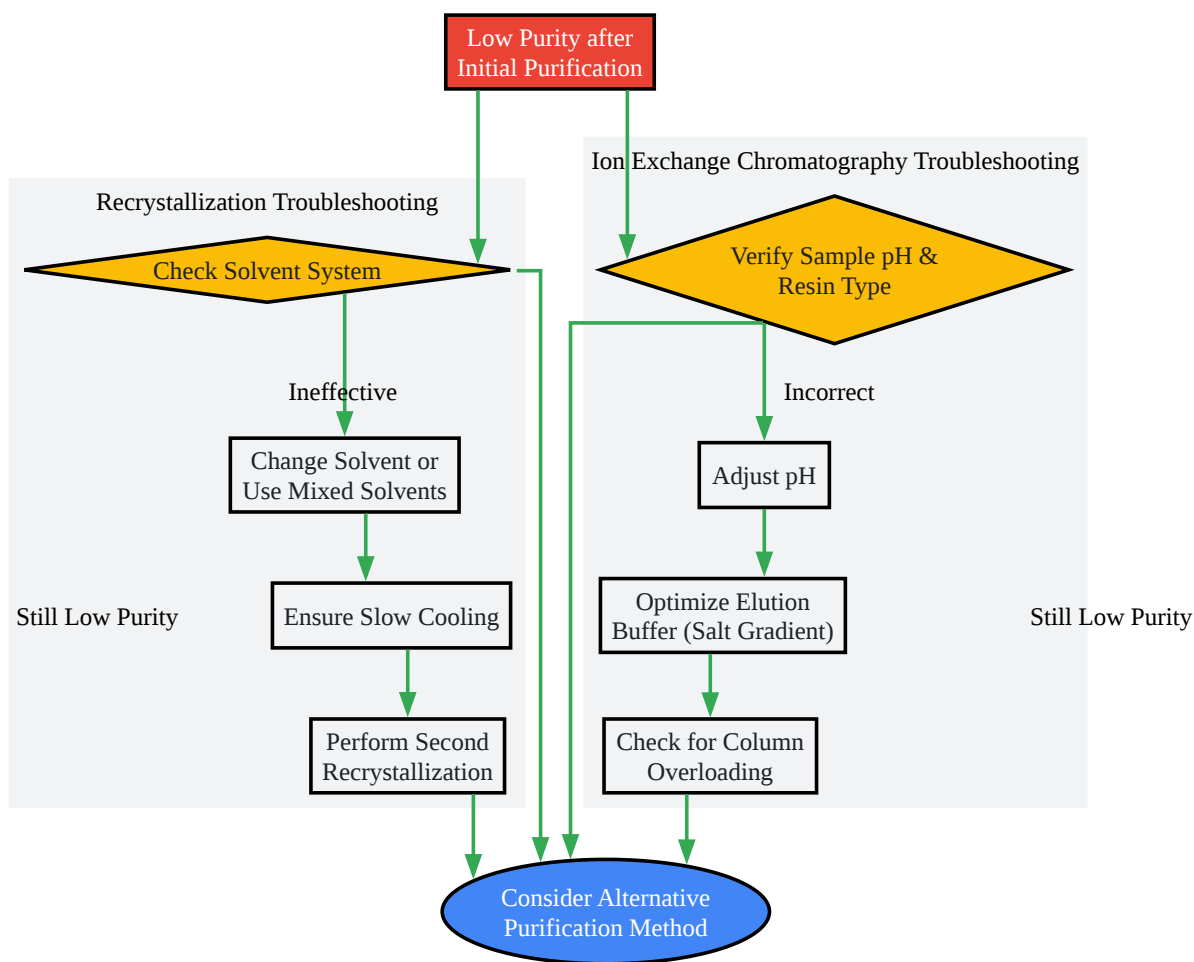 Low Purity after
Initial Purification
Ion Exchange Chromatography Troubleshooting
Recrystallization Troubleshooting
Check Solvent System
Verify Sample pH &
Resin Type
Ineffective
Incorrect
Change Solvent or
Use Mixed Solvents
Adjust pH
Still Low Purity
Ensure Slow Cooling
Optimize Elution
Buffer (Salt Gradient)
Still Low Purity
Perform Second
Recrystallization
Check for Column
Overloading
Consider Alternative
Purification Method